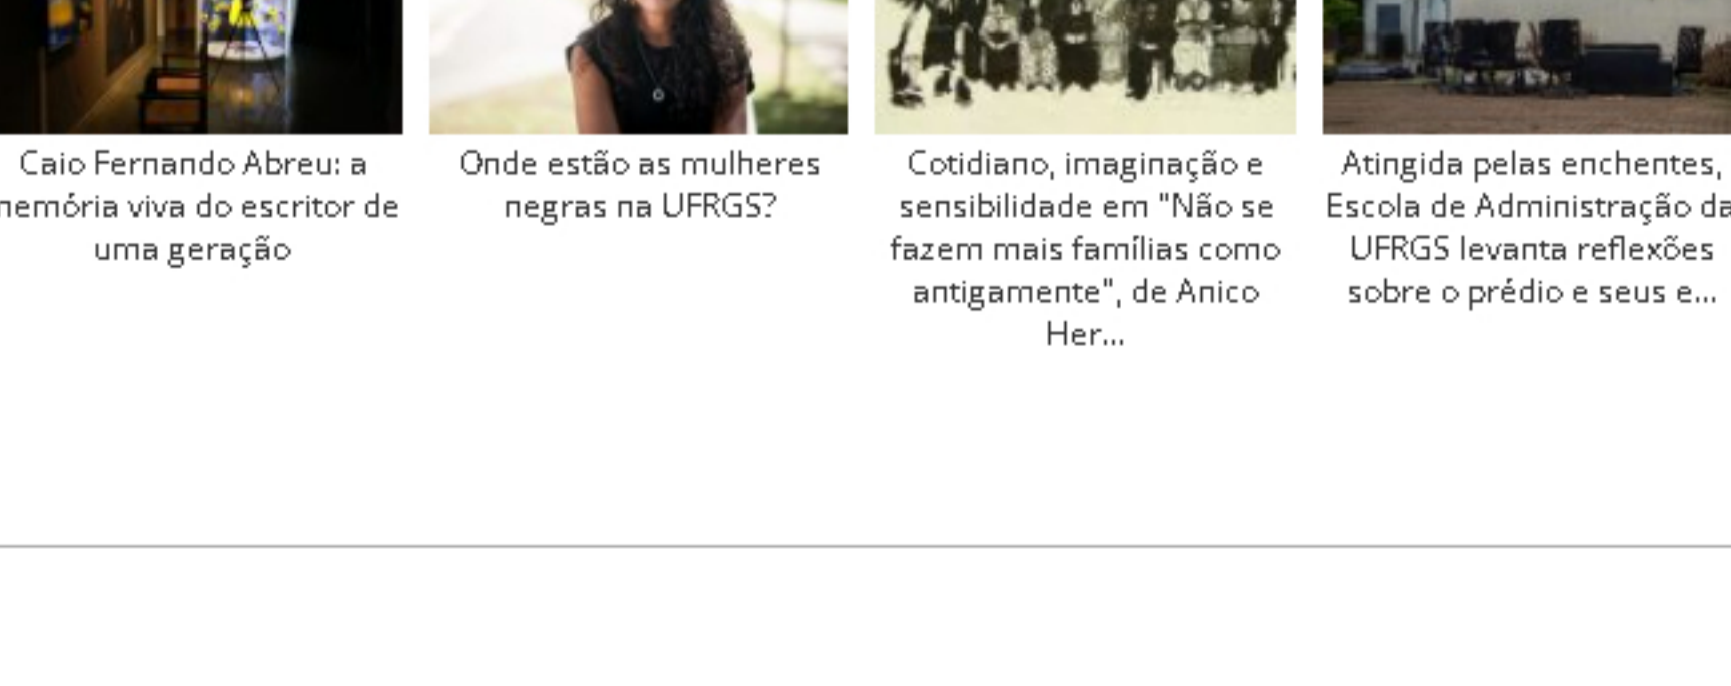 Caio Fernando Abreu: a
memória viva do escritor de
uma geração
Onde estão as mulheres
negras na UFRGS?
Cotidiano, imaginação e
sensibilidade em "Não se
fazem mais famílias como
antigamente", de Anico
Her...
Atingida pelas enchentes,
Escola de Administração da
UFRGS levanta reflexões
sobre o prédio e seus e...